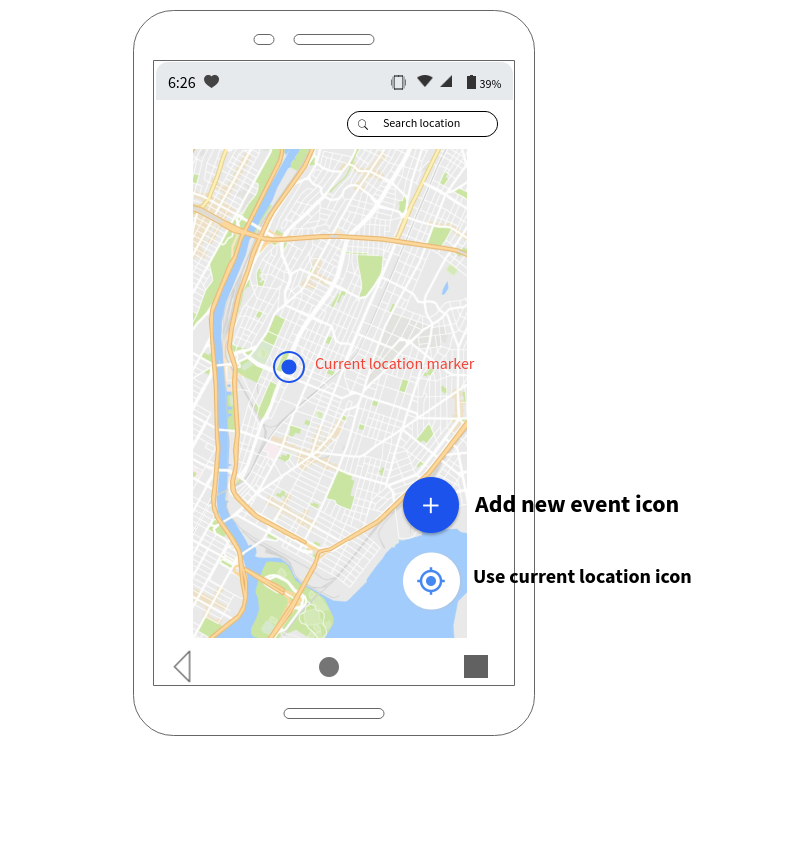 6:26
39%
Search location
Current location marker
Add new event icon
Use current location icon